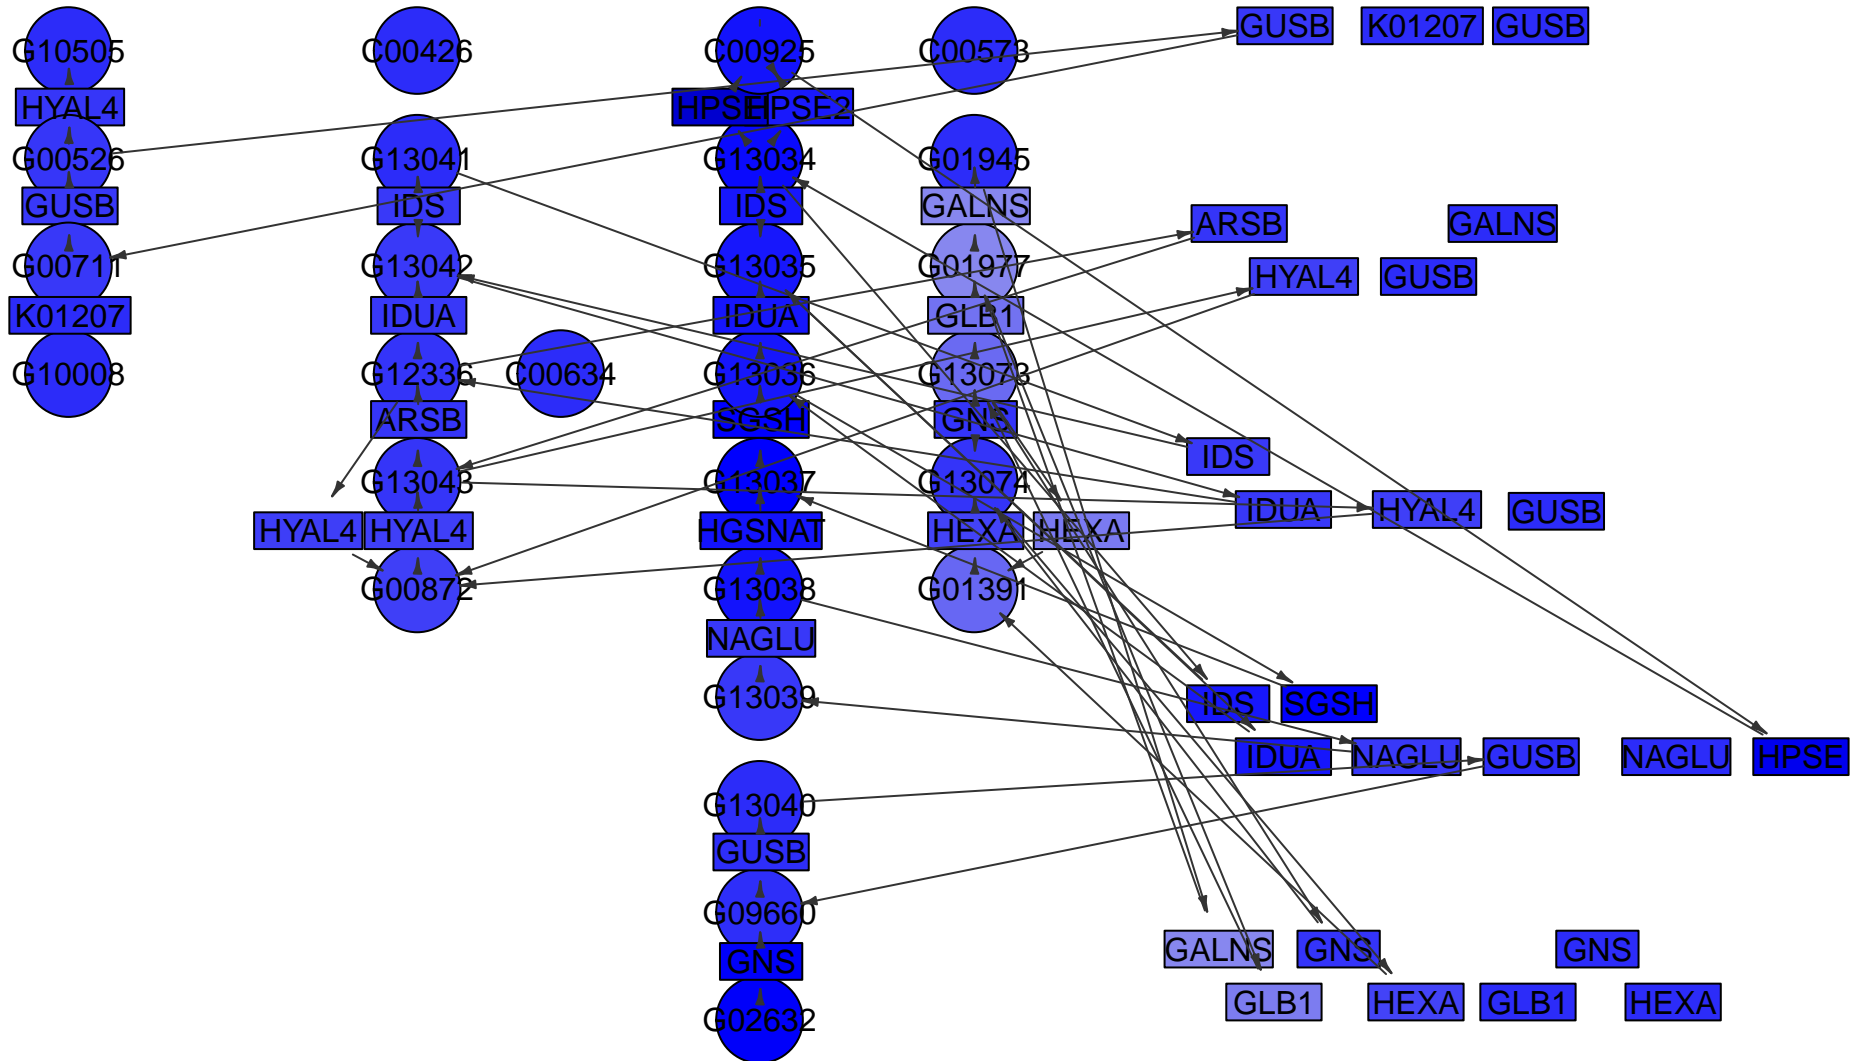 G10505
C00426
C00925
C00573
GUSB
K01207
GUSB
HYAL4
HPSE
HPSE2
G00526
G13041
G13034
G01945
GUSB
IDS
IDS
GALNS
ARSB
GALNS
G00711
G13042
G13035
G01977
HYAL4
GUSB
K01207
IDUA
IDUA
GLB1
G10008
G12336
C00634
G13036
G13073
ARSB
SGSH
GNS
IDS
G13043
G13037
G13074
IDUA
HYAL4
GUSB
HYAL4
HYAL4
HGSNAT
HEXA
HEXA
G00872
G13038
G01391
NAGLU
G13039
IDS
SGSH
IDUA
NAGLU
GUSB
NAGLU
HPSE
G13040
GUSB
G09660
GALNS
GNS
GNS
GNS
GLB1
HEXA
GLB1
HEXA
G02632